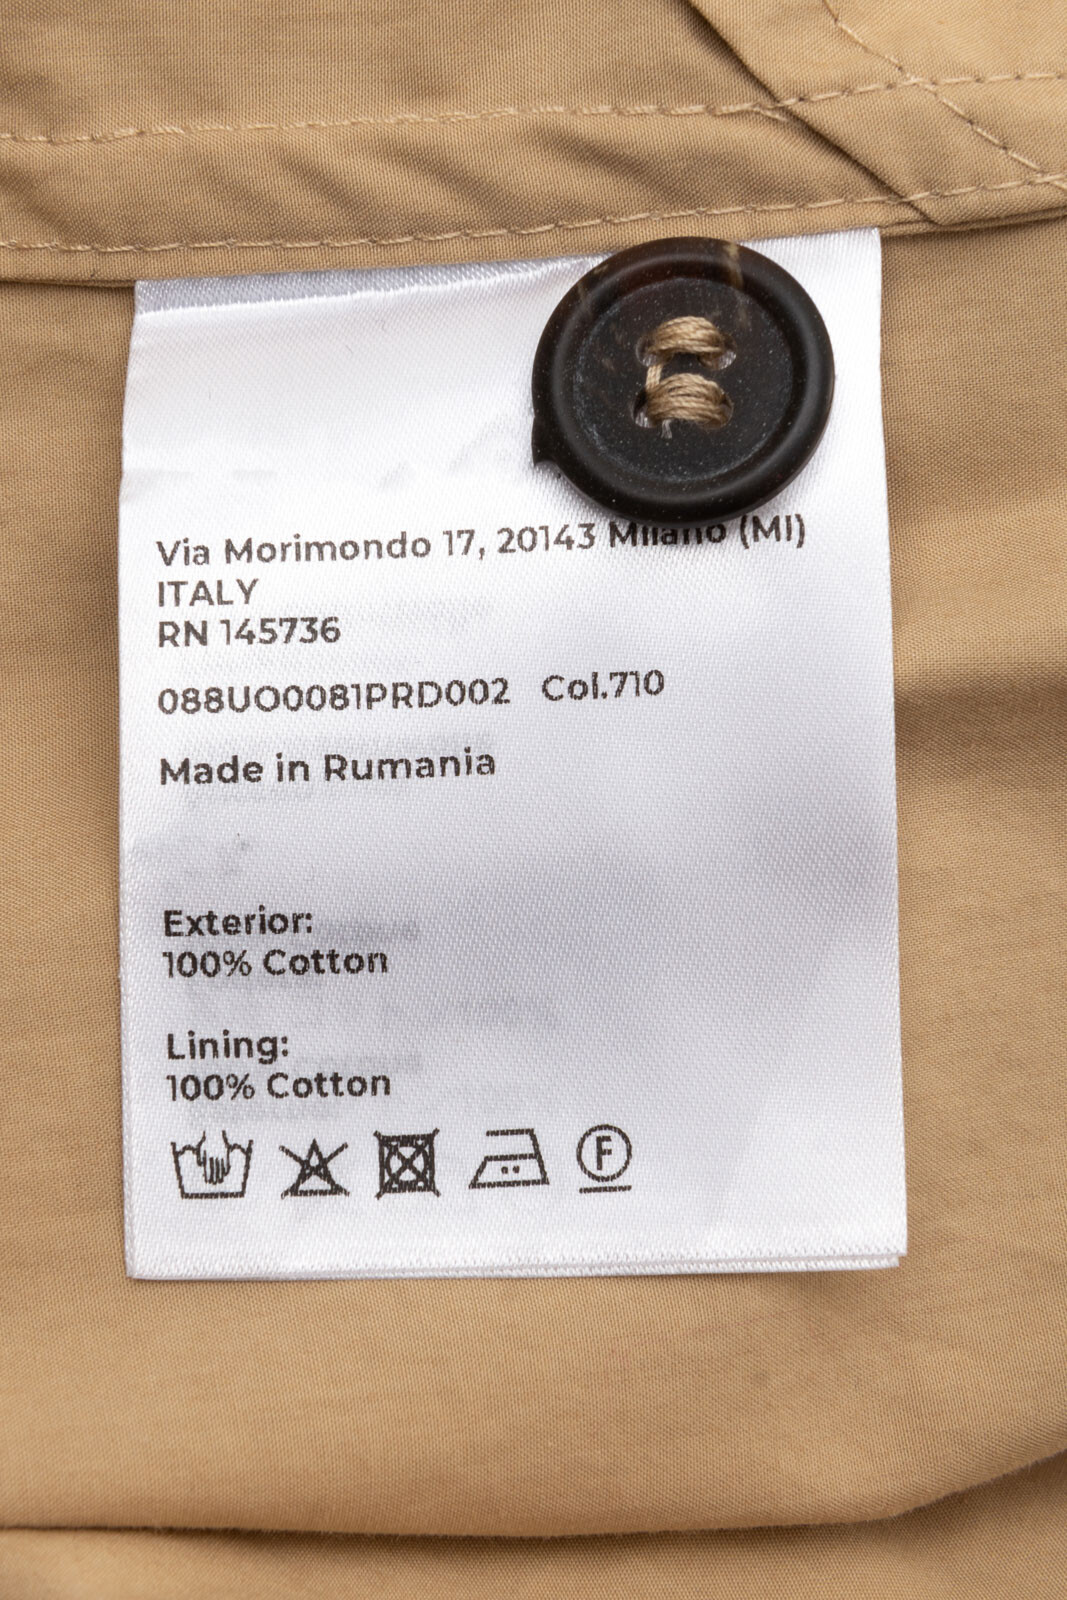 Via Morimondo 17, 20143 Milano (MI)
ITALY
RN 145736
088UO0081PRD002 Col.710
Made in Rumania
Exterior:
100% Cotton
Lining:
100% Cotton
F